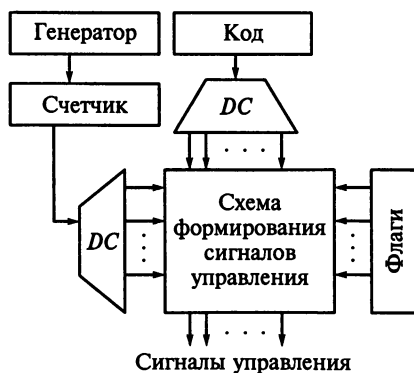 Генератор
Код
Счетчик
DC
DC
Схема
формирования
сигналов
управления
Флаги
Сигналы управления